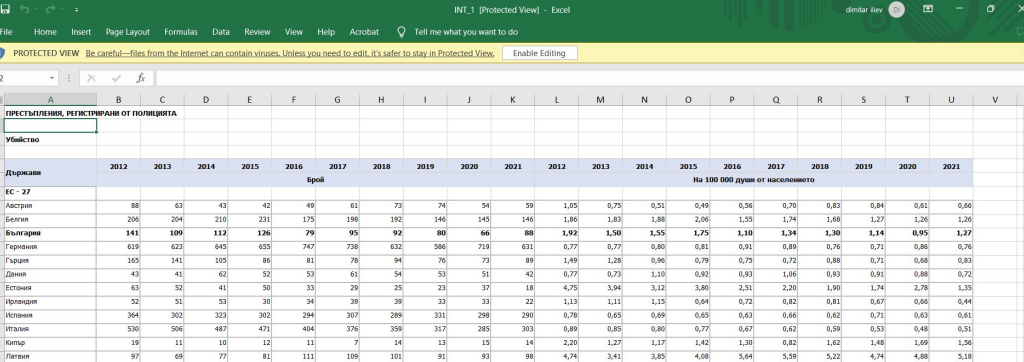 INT_1 [Protected View] - Excel dimitar iliev DI
File Home Insert Page Layout Formulas Data Review View Help Acrobat Tell me what you want to do
PROTECTED VIEW Be careful—files from the Internet can contain viruses. Unless you need to edit, it's safer to stay in Protected View. Enable Editing
2 fx
A B C D E F G H I J K L M N O P Q R S T U V
ПРЕСТЪПЛЕНИЯ, РЕГИСТРИРАНИ ОТ ПОЛИЦИЯТА
Убийство
Държави 2012 2013 2014 2015 2016 2017 2018 2019 2020 2021 2012 2013 2014 2015 2016 2017 2018 2019 2020 2021
Брой На 100 000 души от населението
ЕС - 27
Австрия 88 63 43 42 49 61 73 74 54 59 1,05 0,75 0,51 0,49 0,56 0,70 0,83 0,84 0,61 0,66
Белгия 206 204 210 231 175 198 192 146 145 146 1,86 1,83 1,88 2,06 1,55 1,74 1,68 1,27 1,26 1,26
България 141 109 112 126 79 95 92 80 66 88 1,92 1,50 1,55 1,75 1,10 1,34 1,30 1,14 0,95 1,27
Германия 619 623 645 655 747 738 632 586 719 631 0,77 0,77 0,80 0,81 0,91 0,89 0,76 0,71 0,86 0,76
Гърция 165 141 105 86 81 78 94 76 73 89 1,49 1,28 0,96 0,79 0,75 0,72 0,88 0,71 0,68 0,83
Дания 43 41 62 52 53 61 54 53 51 42 0,77 0,73 1,10 0,92 0,93 1,06 0,93 0,91 0,88 0,72
Естония 63 52 41 50 33 29 25 23 37 18 4,75 3,94 3,12 3,80 2,51 2,20 1,90 1,74 2,78 1,35
Ирландия 52 51 53 30 34 39 39 33 33 22 1,13 1,11 1,15 0,64 0,72 0,82 0,81 0,67 0,66 0,44
Испания 364 302 323 302 294 307 289 331 298 290 0,78 0,65 0,69 0,65 0,63 0,66 0,62 0,71 0,63 0,61
Италия 530 506 487 471 404 376 359 317 285 303 0,89 0,85 0,80 0,77 0,67 0,62 0,59 0,53 0,48 0,51
Кипър 19 11 10 12 11 7 14 13 15 14 2,20 1,27 1,17 1,42 1,30 0,82 1,62 1,48 1,69 1,56
Латвия 97 69 77 81 111 109 101 91 93 98 4,74 3,41 3,85 4,08 5,64 5,59 5,22 4,74 4,88 5,18